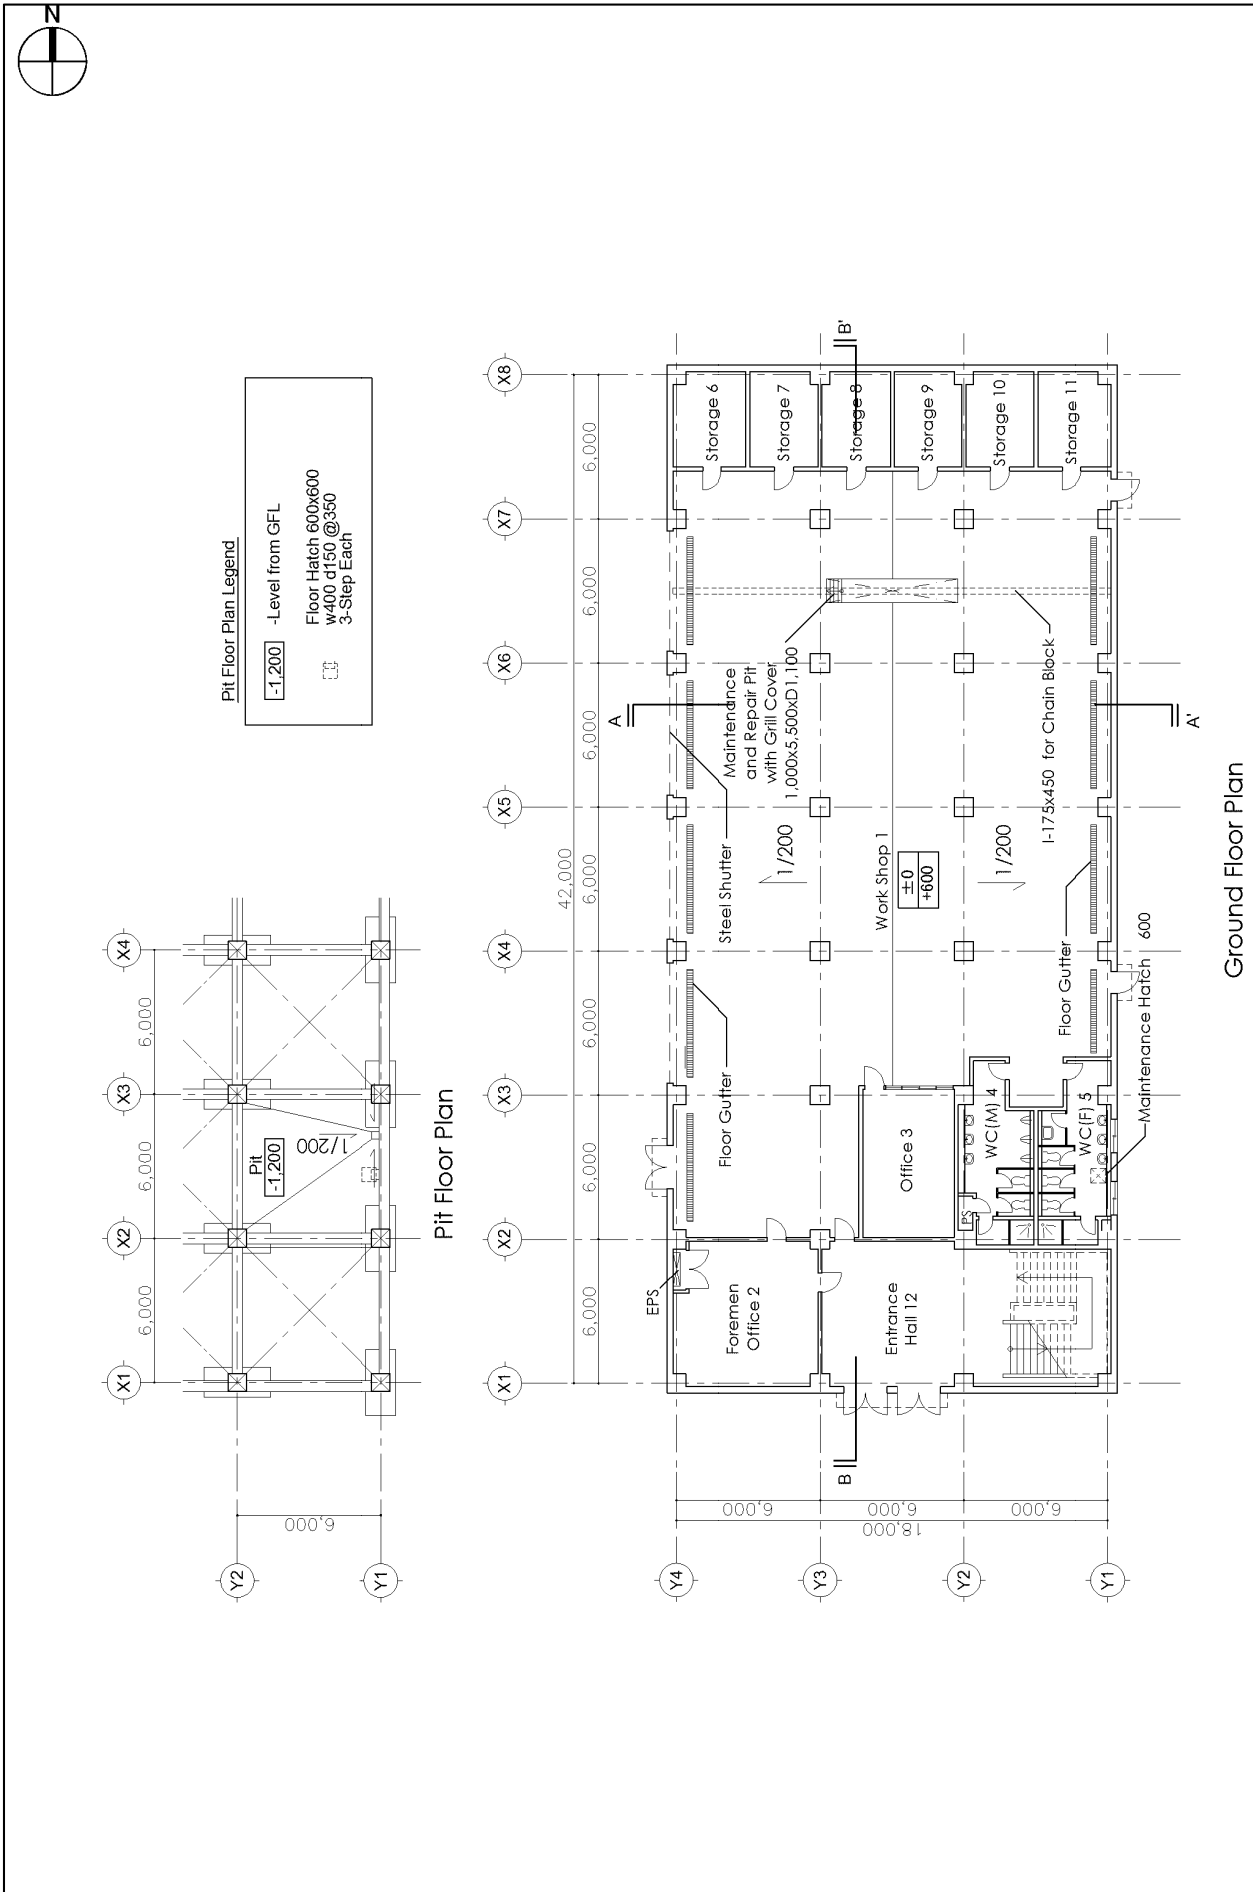 N
Pit Floor Plan Legend
-1,200
-Level from GFL
Floor Hatch 600x600
w400 d150 @350
3-Step Each
X1
X2
X3
X4
6,000
6,000
6,000
Y2
Y1
6,000
Pit
-1,200
1/200
Pit Floor Plan
X1
X2
X3
X4
X5
X6
X7
X8
42,000
6,000
6,000
6,000
6,000
6,000
6,000
6,000
Y4
Y3
Y2
Y1
6,000
6,000
6,000
18,000
A
A'
B
B'
EPS
Foremen
Office 2
Entrance
Hall 12
Floor Gutter
Office 3
PS
WC(M) 4
WC(F) 5
Maintenance Hatch 600
Floor Gutter
Steel Shutter
Maintenance
and Repair Pit
with Grill Cover
1,000x5,500xD1,100
1/200
Work Shop 1
±0
+600
1/200
I-175x450 for Chain Block
Storage 6
Storage 7
Storage 8
Storage 9
Storage 10
Storage 11
Ground Floor Plan